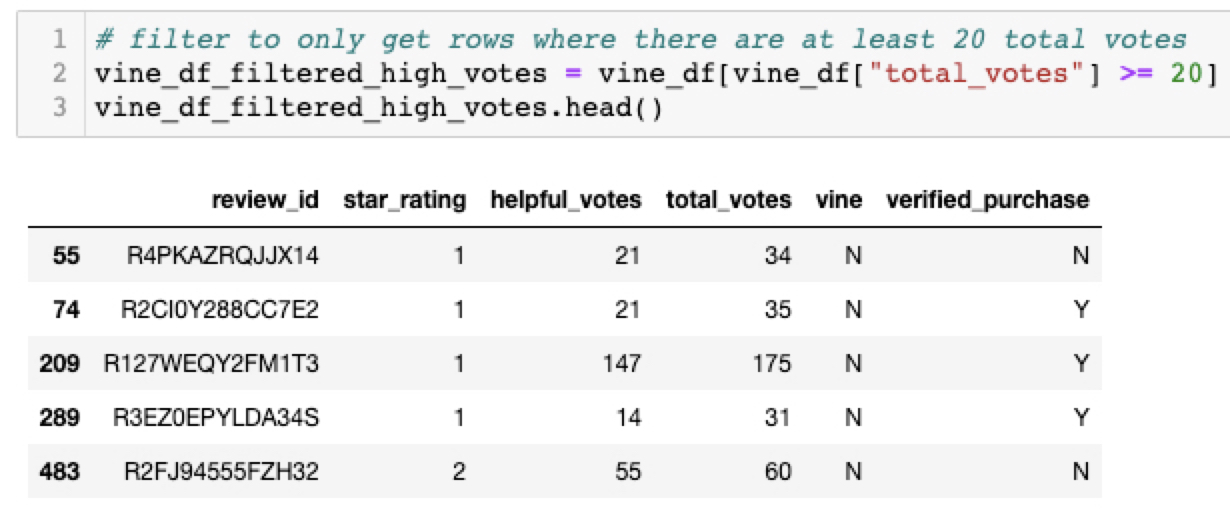 1 # filter to only get rows where there are at least 20 total votes
2 vine_df_filtered_high_votes = vine_df[vine_df["total_votes"] >= 20]
3 vine_df_filtered_high_votes.head()
review_id star_rating helpful_votes total_votes vine verified_purchase
55 R4PKAZRQJJX14 1 21 34 N N
74 R2CI0Y288CC7E2 1 21 35 N Y
209 R127WEQY2FM1T3 1 147 175 N Y
289 R3EZ0EPYLDA34S 1 14 31 N Y
483 R2FJ94555FZH32 2 55 60 N N